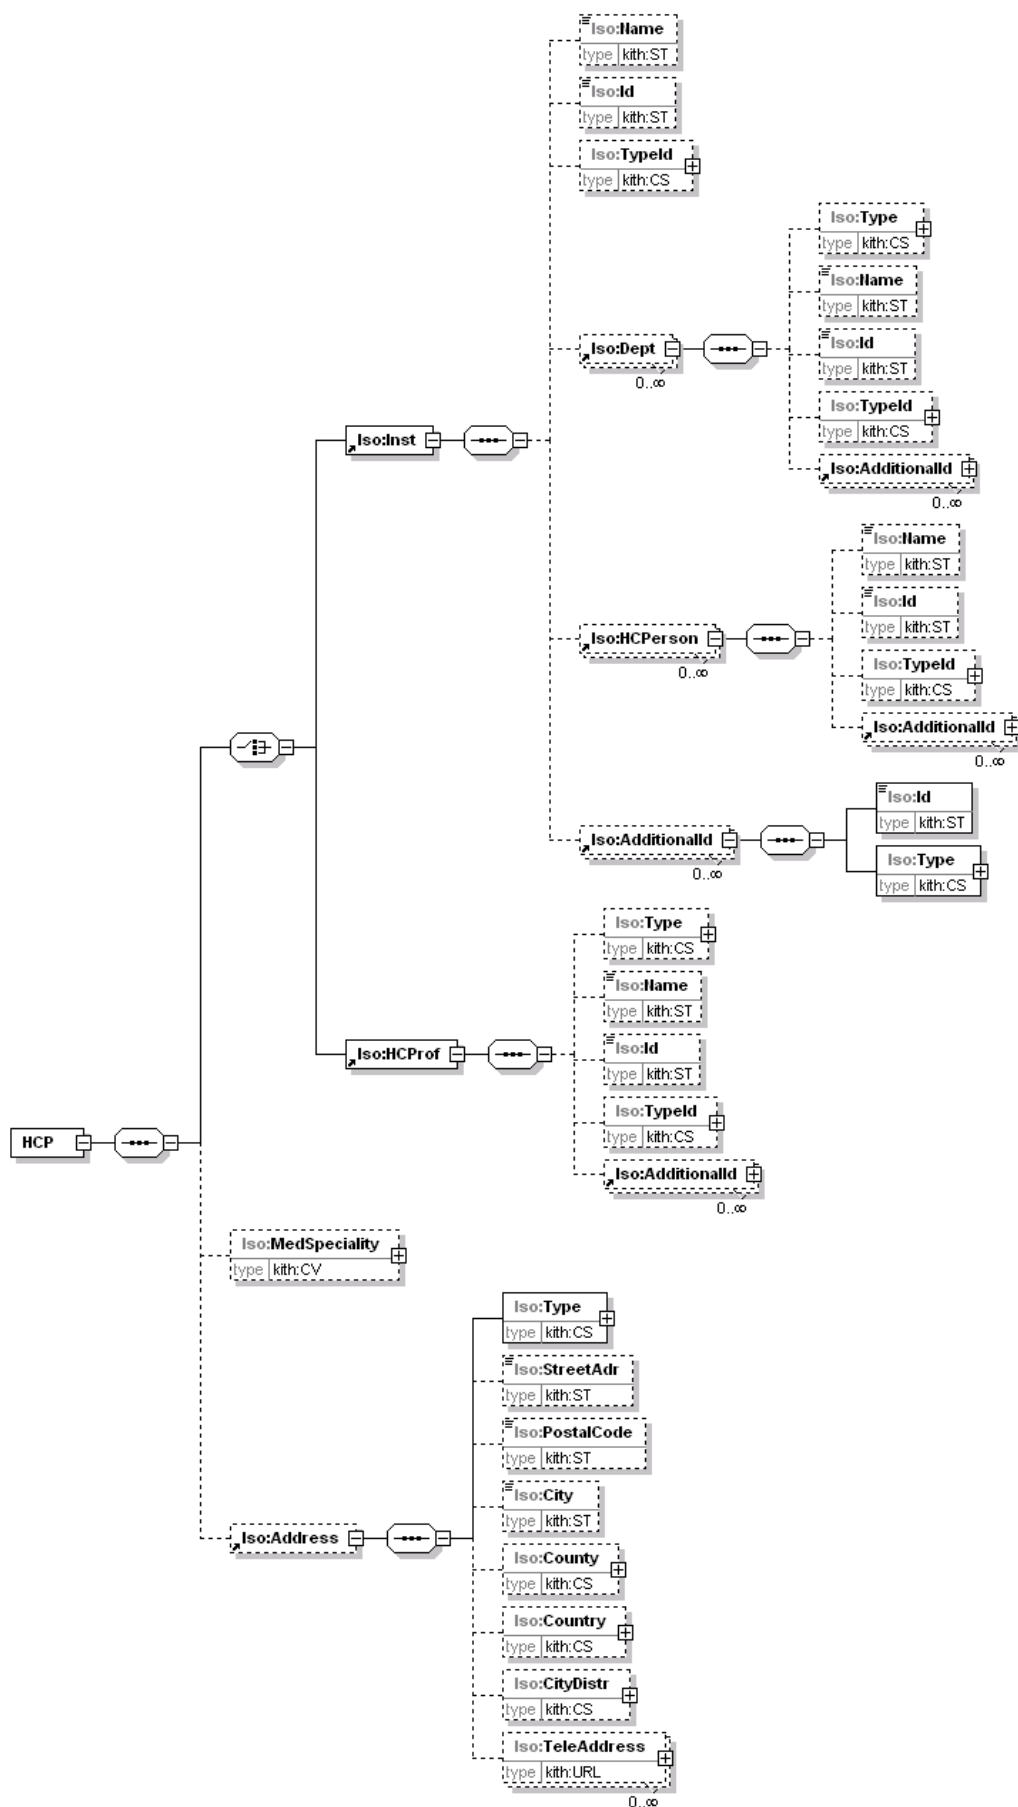 Iso:Name
type kith:ST
Iso:Id
type kith:ST
Iso:TypeId
type kith:CS
Iso:Type
type kith:CS
Iso:Name
type kith:ST
Iso:Dept
0..∞
Iso:Id
type kith:ST
Iso:TypeId
type kith:CS
Iso:AdditionalId
0..∞
Iso:Inst
Iso:Name
type kith:ST
Iso:Id
type kith:ST
Iso:HCPerson
0..∞
Iso:TypeId
type kith:CS
Iso:AdditionalId
0..∞
Iso:Id
type kith:ST
Iso:AdditionalId
0..∞
Iso:Type
type kith:CS
Iso:Type
type kith:CS
Iso:Name
type kith:ST
Iso:HCProf
Iso:Id
type kith:ST
Iso:TypeId
type kith:CS
Iso:AdditionalId
0..∞
HCP
Iso:MedSpeciality
type kith:CV
Iso:Type
type kith:CS
Iso:StreetAdr
type kith:ST
Iso:PostalCode
type kith:ST
Iso:City
type kith:ST
Iso:Address
Iso:County
type kith:CS
Iso:Country
type kith:CS
Iso:CityDistr
type kith:CS
Iso:TeleAddress
type kith:URL
0..∞